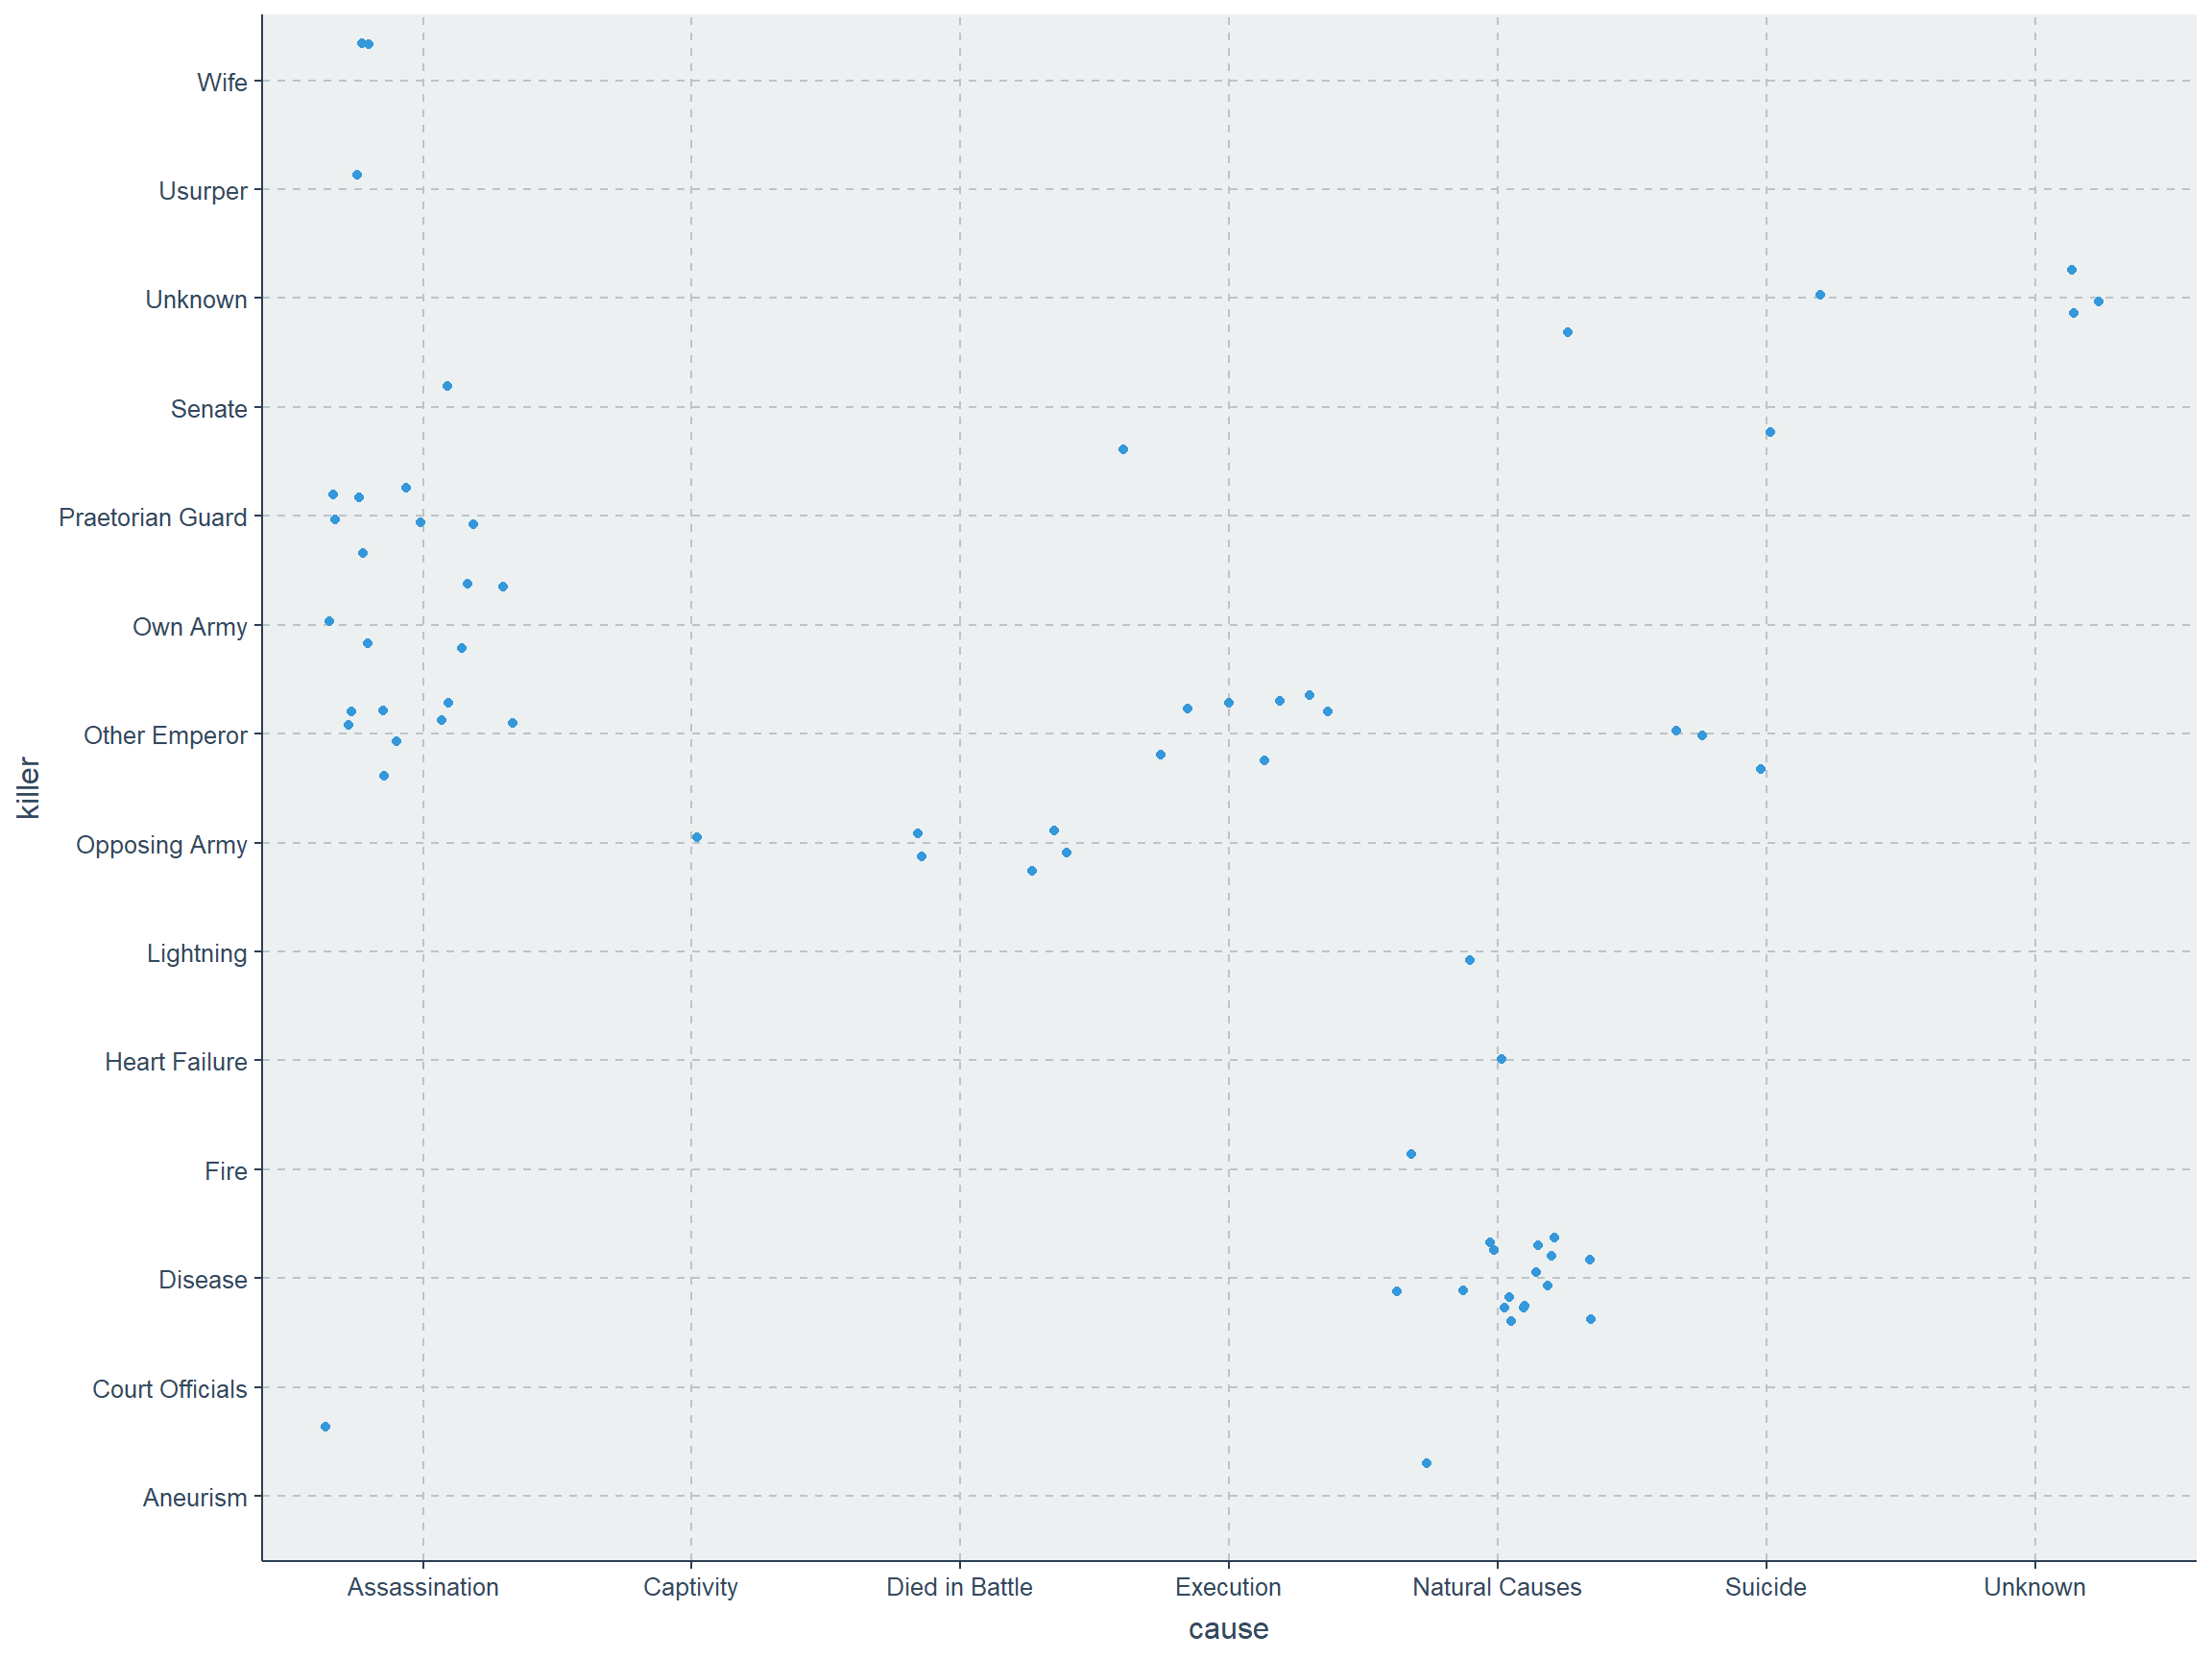 Wife
Usurper
Unknown
Senate
Praetorian Guard
Own Army
Other Emperor
Opposing Army
Lightning
Heart Failure
Fire
Disease
Court Officials
Aneurism
killer
Assassination Captivity Died in Battle Execution Natural Causes Suicide Unknown
cause